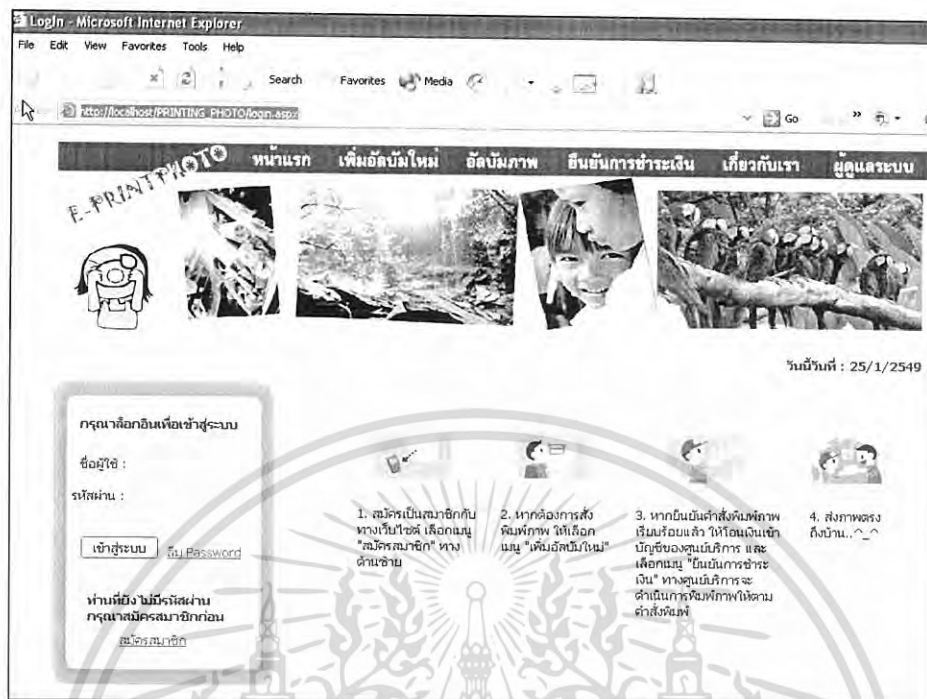 LogIn - Microsoft Internet Explorer
File Edit View Favorites Tools Help
Search Favorites Media
http://localhost/PRINTING_PHOTO/login.aspx Go »
E-PRINTPHOTO
หน้าแรก เพิ่มอัลบัมใหม่ อัลบัมภาพ ยืนยันการชำระเงิน เกี่ยวกับเรา ผู้ดูแลระบบ
วันนี้วันที่ : 25/1/2549
กรุณาล็อกอินเพื่อเข้าสู่ระบบ
ชื่อผู้ใช้ :
รหัสผ่าน :
เข้าสู่ระบบ ลืม Password
ท่านที่ยังไม่มีรหัสผ่าน
กรุณาสมัครสมาชิกก่อน
สมัครสมาชิก
1. สมัครเป็นสมาชิกกับ
ทางเว็บไซต์ เลือกเมนู
"สมัครสมาชิก" ทาง
ด้านซ้าย
2. หากต้องการสั่ง
พิมพ์ภาพ ให้เลือก
เมนู "เพิ่มอัลบัมใหม่"
3. หากยืนยันคำสั่งพิมพ์ภาพ
เรียบร้อยแล้ว ให้โอนเงินเข้า
บัญชีของศูนย์บริการ และ
เลือกเมนู "ยืนยันการชำระ
เงิน" ทางศูนย์บริการจะ
ดำเนินการพิมพ์ภาพให้ตาม
คำสั่งพิมพ์
4. ส่งภาพตรง
ถึงบ้าน..^_^